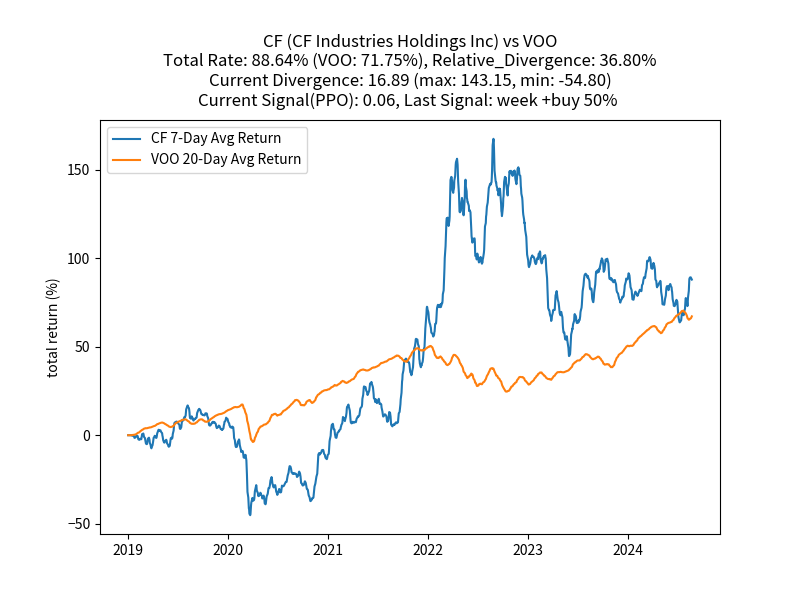 CF (CF Industries Holdings Inc) vs VOO
Total Rate: 88.64% (VOO: 71.75%), Relative_Divergence: 36.80%
Current Divergence: 16.89 (max: 143.15, min: -54.80)
Current Signal(PPO): 0.06, Last Signal: week +buy 50%
CF 7-Day Avg Return
VOO 20-Day Avg Return
total return (%)
150
100
50
0
−50
2019
2020
2021
2022
2023
2024